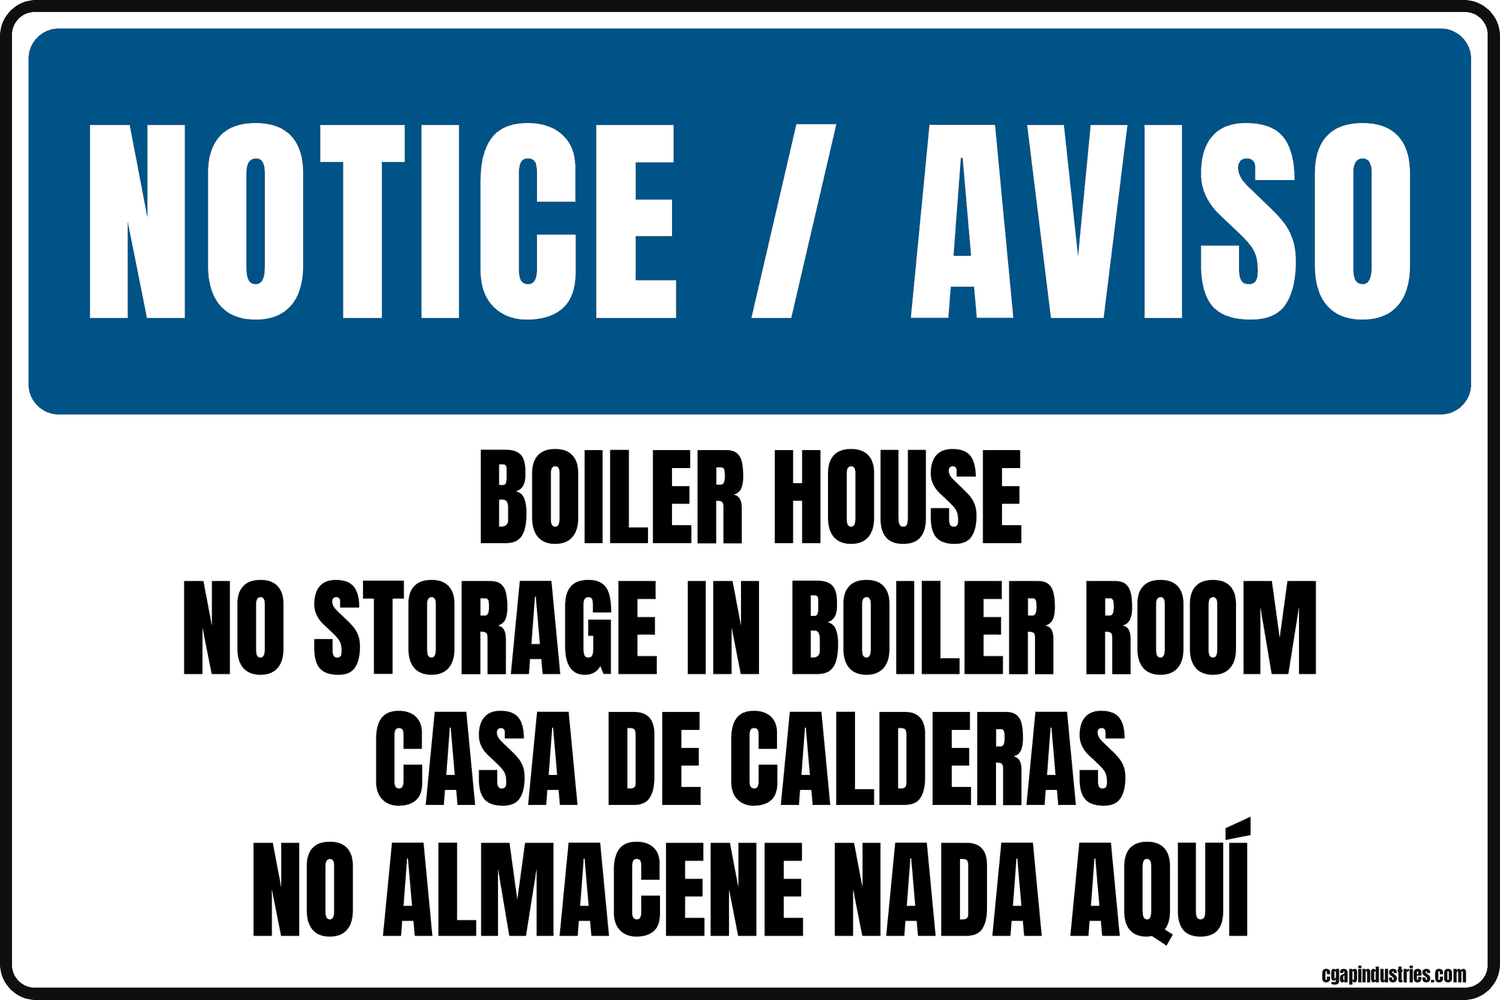 NOTICE / AVISO
BOILER HOUSE
NO STORAGE IN BOILER ROOM
CASA DE CALDERAS
NO ALMACENE NADA AQUÍ
cgapindustries.com